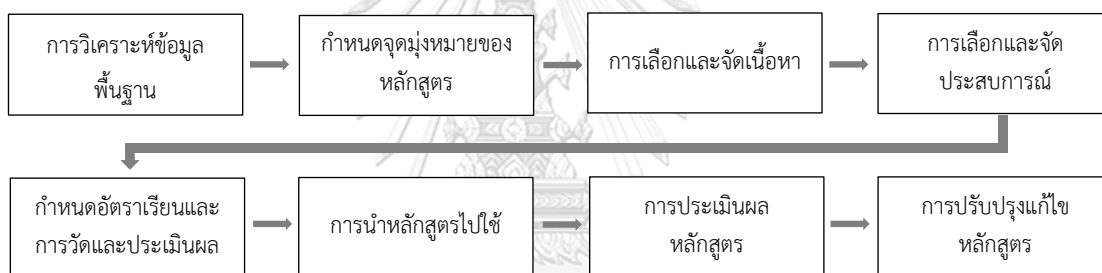 การวิเคราะห์ข้อมูล
พื้นฐาน
กำหนดจุดมุ่งหมายของ
หลักสูตร
การเลือกและจัดเนื้อหา
การเลือกและจัด
ประสบการณ์
กำหนดอัตราเรียนและ
การวัดและประเมินผล
การนำหลักสูตรไปใช้
การประเมินผล
หลักสูตร
การปรับปรุงแก้ไข
หลักสูตร